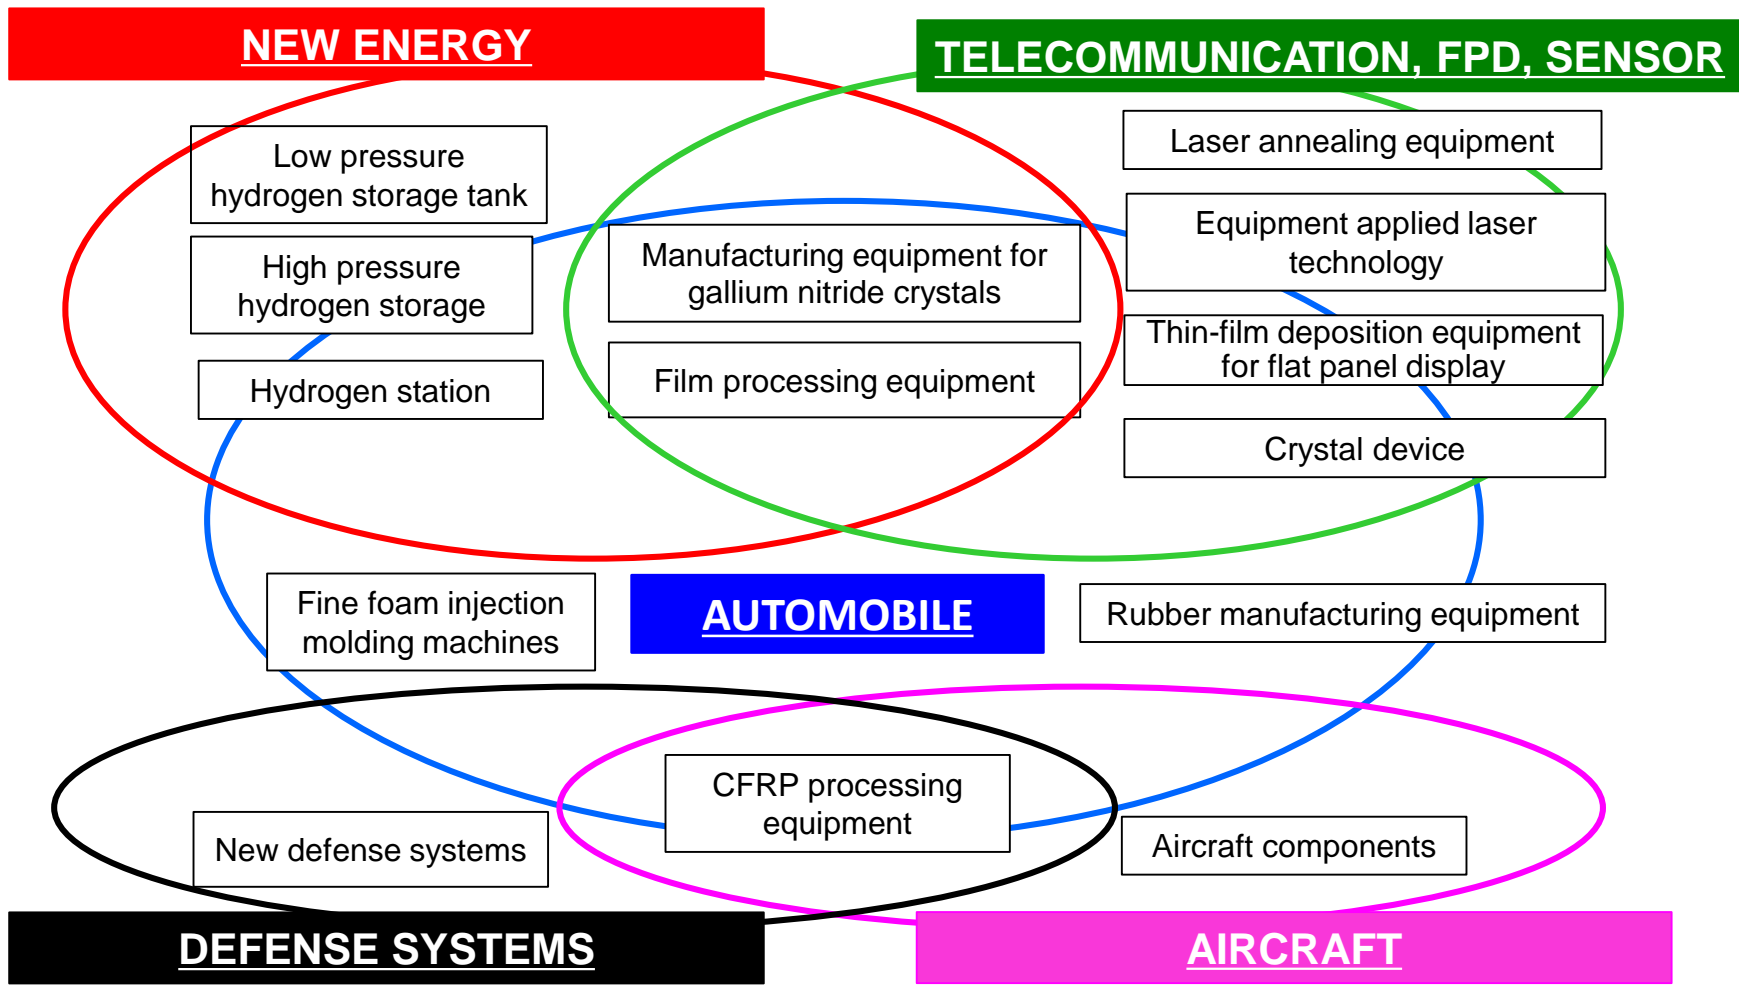 NEW ENERGY
TELECOMMUNICATION, FPD, SENSOR
Low pressure
hydrogen storage tank
High pressure
hydrogen storage
Hydrogen station
Manufacturing equipment for
gallium nitride crystals
Film processing equipment
Laser annealing equipment
Equipment applied laser
technology
Thin-film deposition equipment
for flat panel display
Crystal device
Fine foam injection
molding machines
AUTOMOBILE
Rubber manufacturing equipment
CFRP processing
equipment
New defense systems
Aircraft components
DEFENSE SYSTEMS
AIRCRAFT